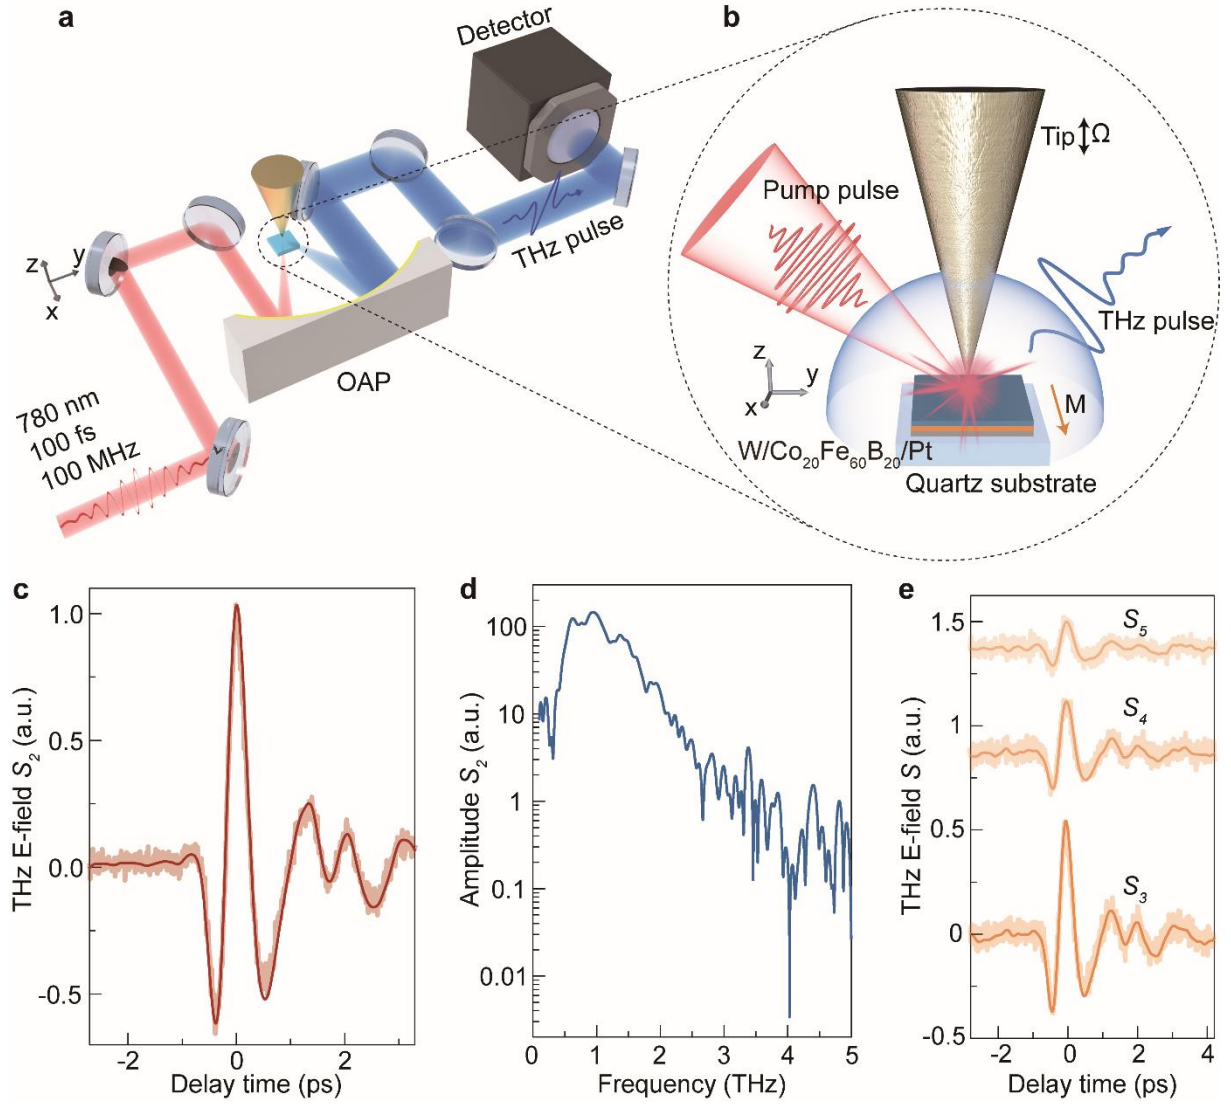 a
Detector
THz pulse
z
y
x
OAP
780 nm
100 fs
100 MHz
b
Tip
Ω
Pump pulse
THz pulse
z
y
x
M
W/Co₂₀Fe₆₀B₂₀/Pt
Quartz substrate
c
THz E-field S₂ (a.u.)
1.0
0.5
0.0
-0.5
-2
0
2
Delay time (ps)
d
Amplitude S₂ (a.u.)
100
10
1
0.1
0.01
0
1
2
3
4
5
Frequency (THz)
e
THz E-field S (a.u.)
1.5
1
0.5
0
-0.5
S₅
S₄
S₃
-2
0
2
4
Delay time (ps)